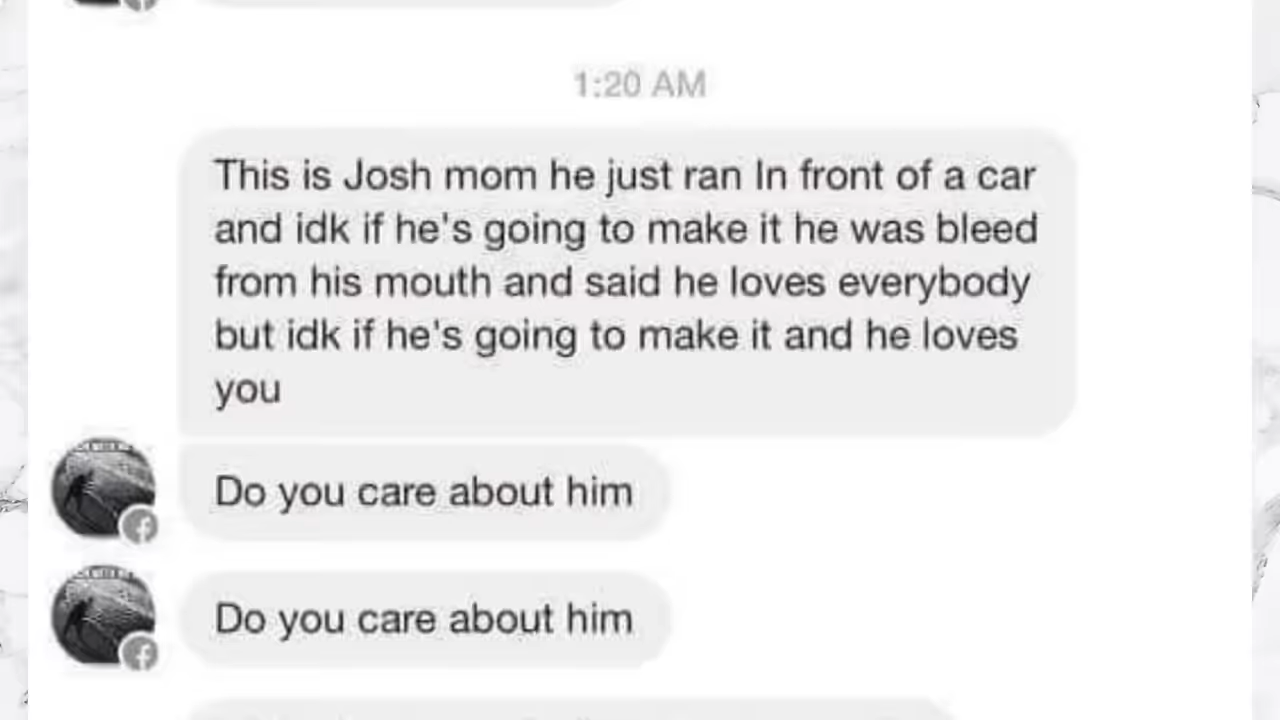 1:20 AM
This is Josh mom he just ran In front of a car
and idk if he's going to make it he was bleed
from his mouth and said he loves everybody
but idk if he's going to make it and he loves
you
Do you care about him
Do you care about him